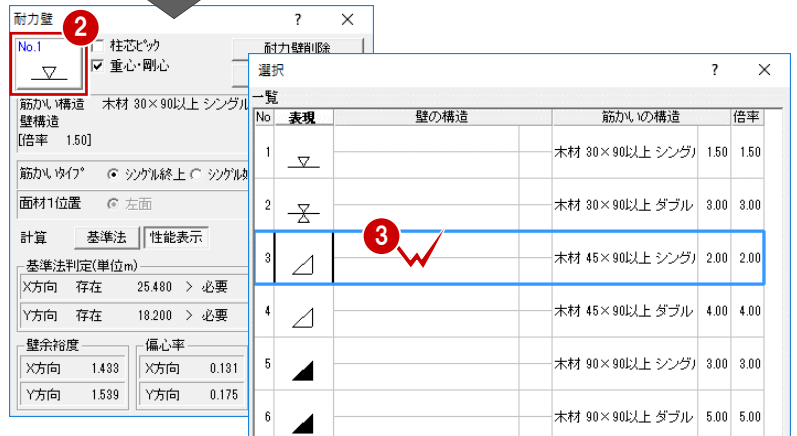 耐力壁 ? ×
2
No.1
柱芯ピック
重心・剛心
耐力壁削除
筋かい構造 木材 30×90以上 シングル
壁構造
[倍率 1.50]
筋かいタイプ シングル終上
面材1位置 左面
計算 基準法 性能表示
基準法判定(単位m)
X方向 存在 25.480 > 必要
Y方向 存在 18.200 > 必要
壁余裕度
X方向 1.433
Y方向 1.539
偏心率
X方向 0.131
Y方向 0.175
選択 ? ×
一覧
No 表現 壁の構造 筋かいの構造 倍率
1 木材 30×90以上 シング 1.50 1.50
2 木材 30×90以上 ダブル 3.00 3.00
3
3 木材 45×90以上 シング 2.00 2.00
4 木材 45×90以上 ダブル 4.00 4.00
5 木材 90×90以上 シング 3.00 3.00
6 木材 90×90以上 ダブル 5.00 5.00